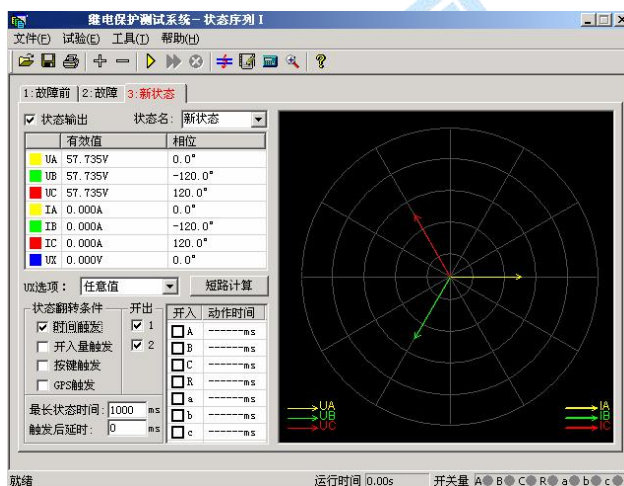 继电保护测试系统-状态序列 I
文件(F) 试验(E) 工具(T) 帮助(H)
1:故障前 2:故障 3:新状态
状态输出 状态名: 新状态
有效值 相位
UA 57.735V 0.0°
UB 57.735V -120.0°
UC 57.735V 120.0°
IA 0.000A 0.0°
IB 0.000A -120.0°
IC 0.000A 120.0°
UX 0.000V 0.0°
UX选项: 任意值 短路计算
状态翻转条件 开出 开入 动作时间
时间触发 1 A ------ms
开入量触发 2 B ------ms
按键触发 C ------ms
GPS触发 R ------ms
a ------ms
最长状态时间: 1000 ms b ------ms
触发后延时: 0 ms c ------ms
UA IA
UB IB
UC IC
就绪 运行时间 0.00s 开关量 A B C R a b c